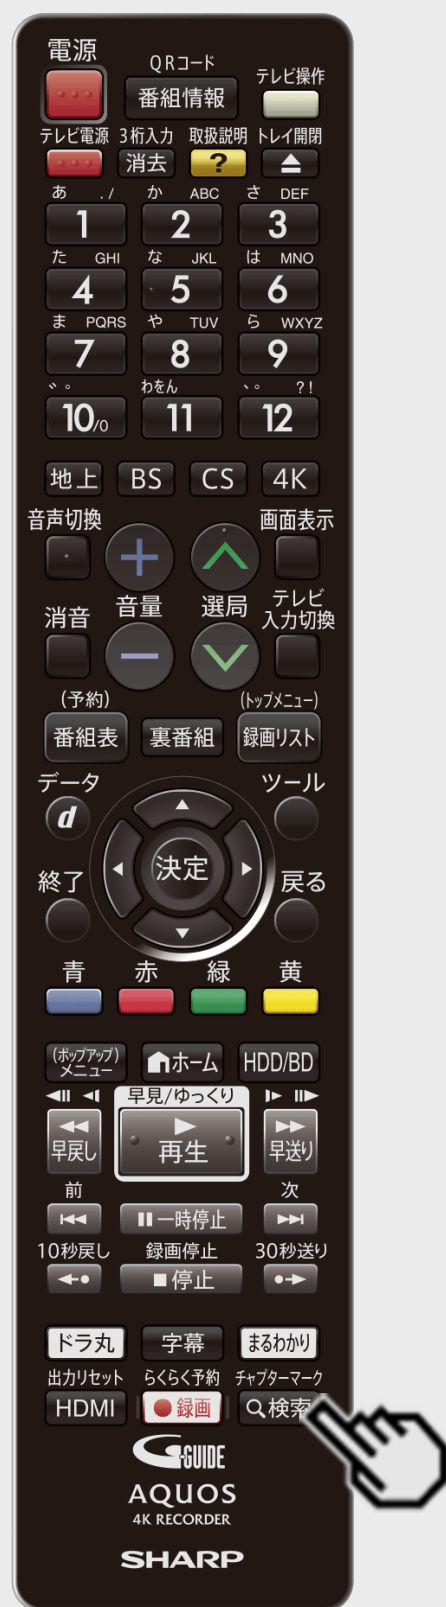 電源
QRコード
テレビ操作
番組情報
テレビ電源 3桁入力 取扱説明 トレイ開閉
消去 ?
あ ./ か ABC さ DEF
1 2 3
た GHI な JKL は MNO
4 5 6
ま PQRS や TUV ら WXYZ
7 8 9
゛゜ わをん 、。 ?!
10/0 11 12
地上 BS CS 4K
音声切換 画面表示
+
消音 音量 選局 テレビ
入力切換
−
(予約) (トップメニュー)
番組表 裏番組 録画リスト
データ ツール
d
決定
終了 戻る
青 赤 緑 黄
(ポップアップ)
メニュー ホーム HDD/BD
早見/ゆっくり
早戻し 再生 早送り
前 次
一時停止
10秒戻し 録画停止 30秒送り
停止
ドラ丸 字幕 まるわかり
出力リセット らくらく予約 チャプターマーク
HDMI 録画 検索
G-GUIDE
AQUOS
4K RECORDER
SHARP